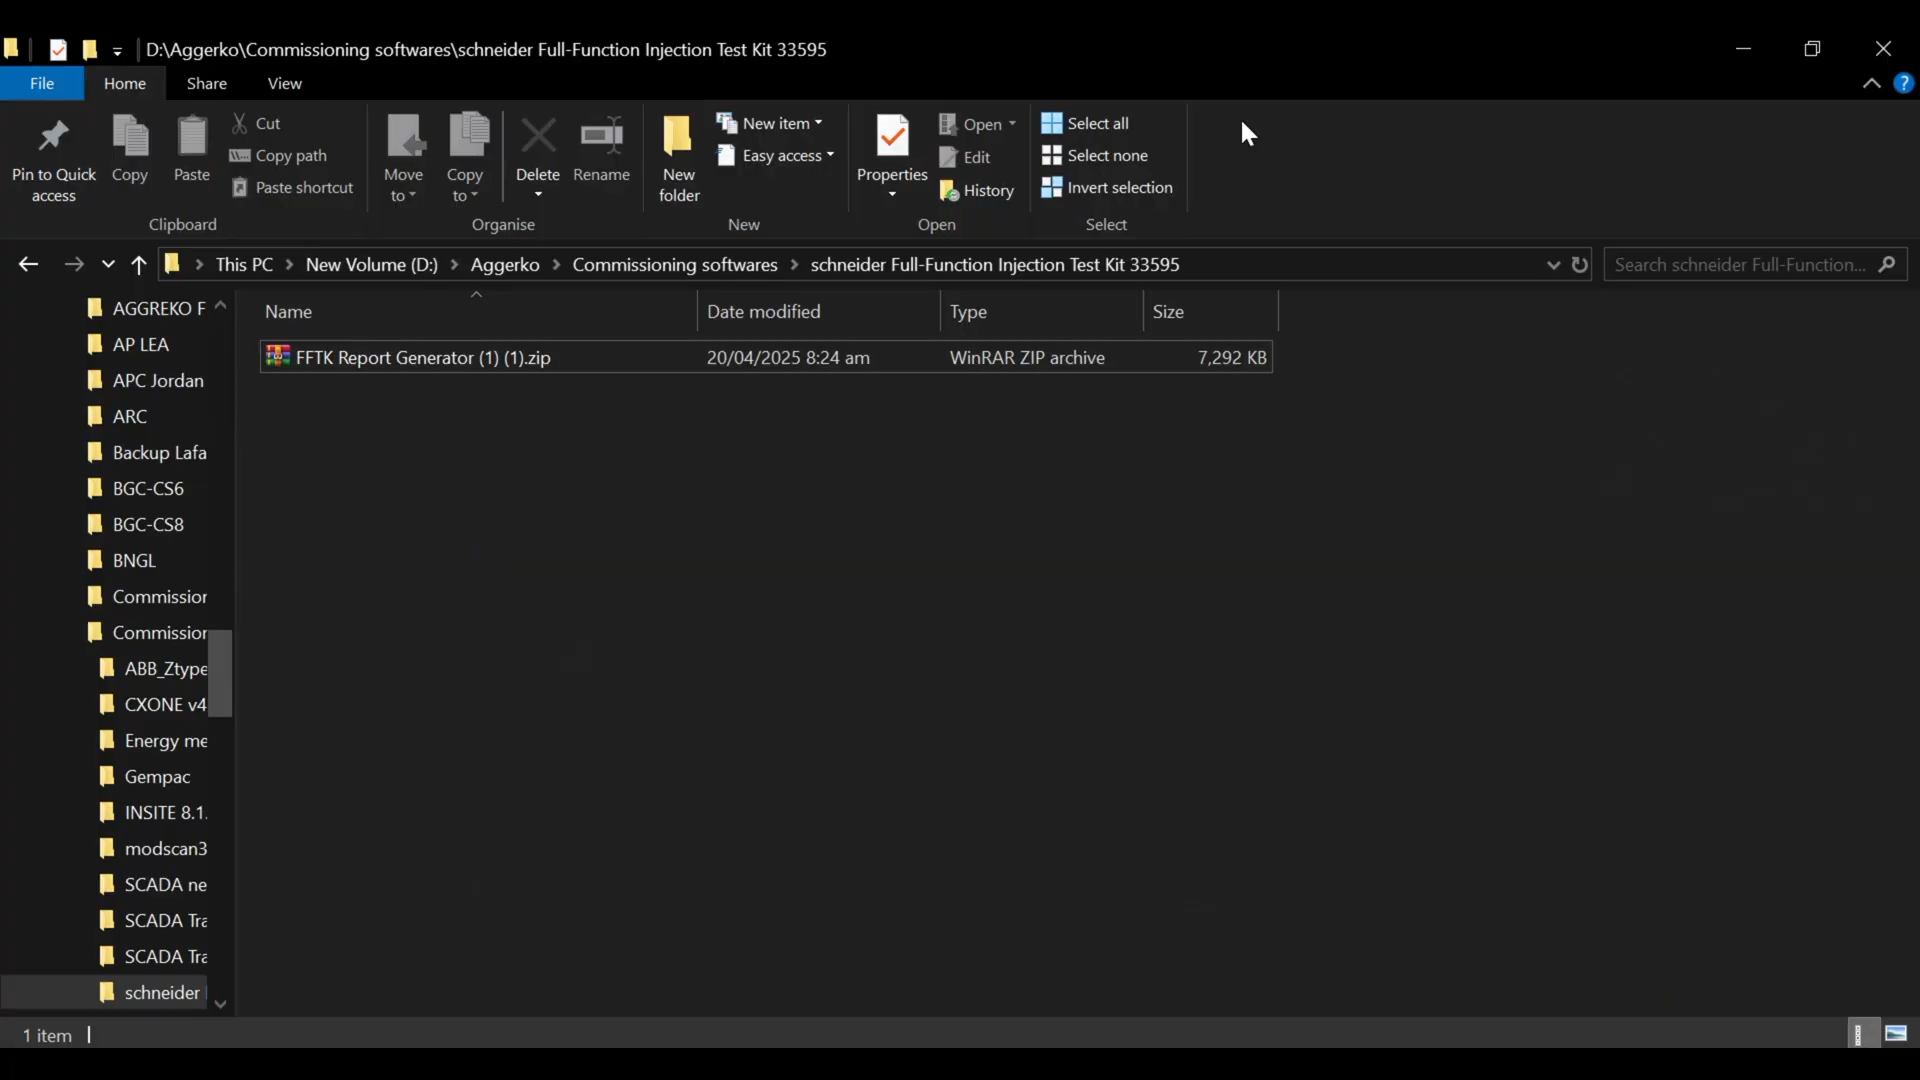 D:\Aggerko\Commissioning softwares\schneider Full-Function Injection Test Kit 33595
File Home Share View
Pin to Quick access
Copy
Paste
Cut
Copy path
Paste shortcut
Clipboard
Move to
Copy to
Delete
Rename
Organise
New folder
New item
Easy access
New
Properties
Open
Edit
History
Open
Select all
Select none
Invert selection
Select
This PC > New Volume (D:) > Aggerko > Commissioning softwares > schneider Full-Function Injection Test Kit 33595
Search schneider Full-Function...
AGGREKO F
AP LEA
APC Jordan
ARC
Backup Lafa
BGC-CS6
BGC-CS8
BNGL
Commission
Commission
ABB_Ztype
CXONE v4
Energy me
Gempac
INSITE 8.1.
modscan3
SCADA ne
SCADA Tra
SCADA Tra
schneider
Name Date modified Type Size
FFTK Report Generator (1) (1).zip 20/04/2025 8:24 am WinRAR ZIP archive 7,292 KB
1 item